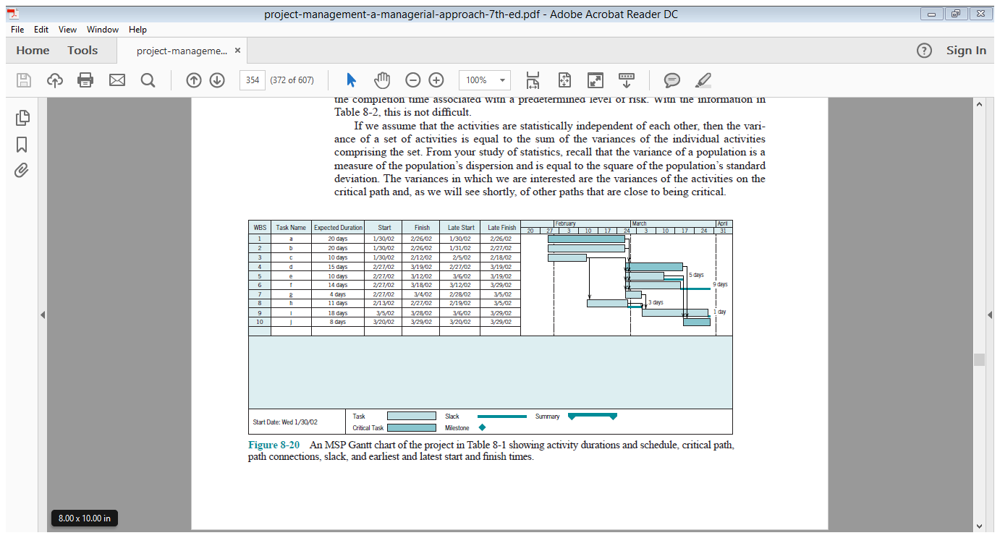 project-management-a-managerial-approach-7th-ed.pdf - Adobe Acrobat Reader DC
File Edit View Window Help
Home Tools project-manageme... × ? Sign In
354 (372 of 607) 100%
the completion time associated with a predetermined level of risk. With the information in
Table 8-2, this is not difficult.
If we assume that the activities are statistically independent of each other, then the vari-
ance of a set of activities is equal to the sum of the variances of the individual activities
comprising the set. From your study of statistics, recall that the variance of a population is a
measure of the population's dispersion and is equal to the square of the population's standard
deviation. The variances in which we are interested are the variances of the activities on the
critical path and, as we will see shortly, of other paths that are close to being critical.
February March April
WBS Task Name Expected Duration Start Finish Late Start Late Finish 20 27 3 10 17 24 3 10 17 24 31
1 a 20 days 1/30/02 2/26/02 1/30/02 2/26/02
2 b 20 days 1/30/02 2/26/02 1/31/02 2/27/02
3 c 10 days 1/30/02 2/12/02 2/5/02 2/18/02
4 d 15 days 2/27/02 3/19/02 2/27/02 3/19/02
5 e 10 days 2/27/02 3/12/02 3/6/02 3/19/02 5 days
6 f 14 days 2/27/02 3/18/02 3/12/02 3/29/02 9 days
7 g 4 days 2/27/02 3/4/02 2/28/02 3/5/02
8 h 11 days 2/13/02 2/27/02 2/19/02 3/5/02 3 days
9 i 18 days 3/5/02 3/28/02 3/6/02 3/29/02 1 day
10 j 8 days 3/20/02 3/29/02 3/20/02 3/29/02
Start Date: Wed 1/30/02
Task Slack Summary
Critical Task Milestone
Figure 8-20 An MSP Gantt chart of the project in Table 8-1 showing activity durations and schedule, critical path,
path connections, slack, and earliest and latest start and finish times.
8.00 x 10.00 in